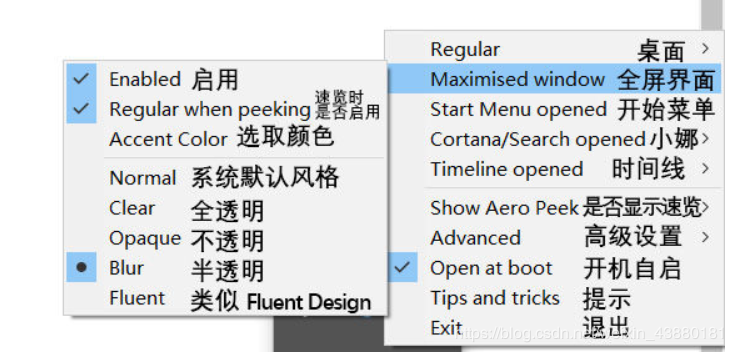 Enabled 启用
Regular when peeking 速览时是否启用
Accent Color 选取颜色
Normal 系统默认风格
Clear 全透明
Opaque 不透明
Blur 半透明
Fluent 类似 Fluent Design
Regular 桌面
Maximised window 全屏界面
Start Menu opened 开始菜单
Cortana/Search opened 小娜
Timeline opened 时间线
Show Aero Peek 是否显示速览
Advanced 高级设置
Open at boot 开机自启
Tips and tricks 提示
Exit 退出